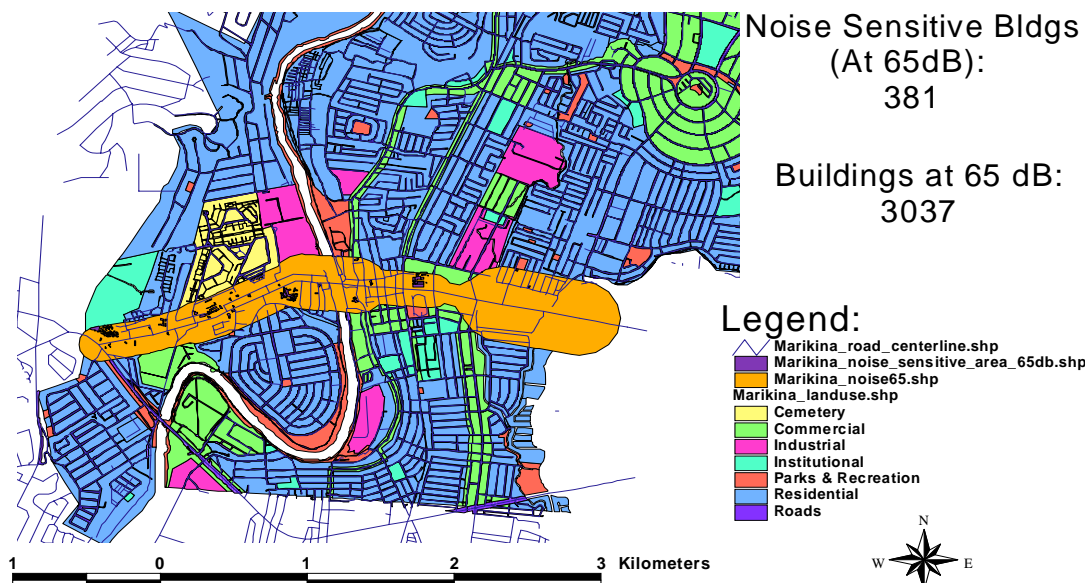 Noise Sensitive Bldgs
(At 65dB):
381
Buildings at 65 dB:
3037
Legend:
Marikina_road_centerline.shp
Marikina_noise_sensitive_area_65db.shp
Marikina_noise65.shp
Marikina_landuse.shp
Cemetery
Commercial
Industrial
Institutional
Parks & Recreation
Residential
Roads
N
W E
S
1 0 1 2 3 Kilometers